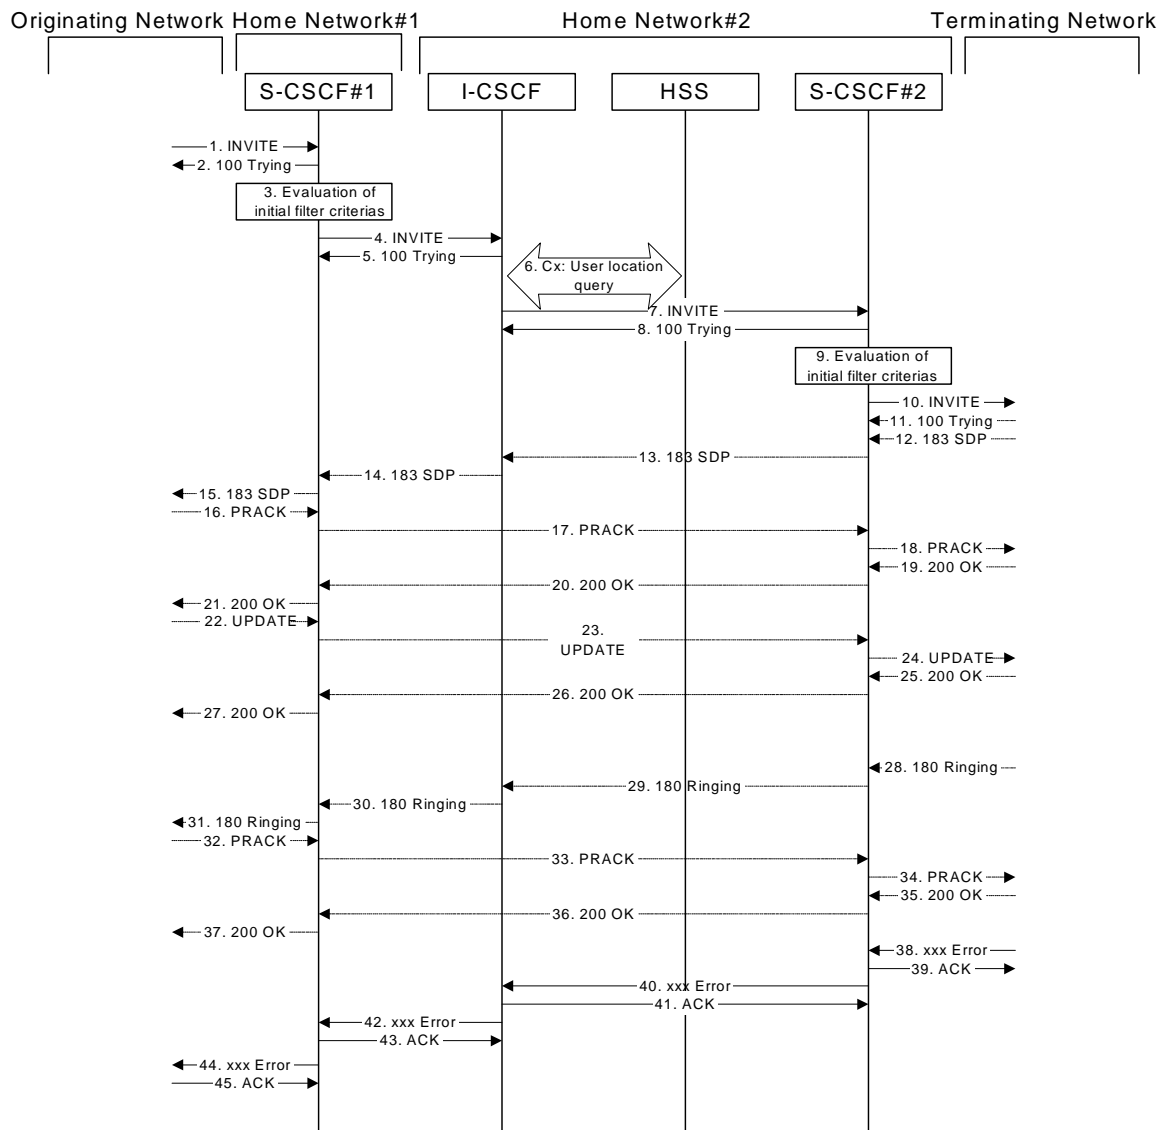 Originating Network Home Network#1 Home Network#2 Terminating Network
S-CSCF#1 I-CSCF HSS S-CSCF#2
1. INVITE
2. 100 Trying
3. Evaluation of
initial filter criterias
4. INVITE
5. 100 Trying
6. Cx: User location
query
7. INVITE
8. 100 Trying
9. Evaluation of
initial filter criterias
10. INVITE
11. 100 Trying
12. 183 SDP
13. 183 SDP
14. 183 SDP
15. 183 SDP
16. PRACK
17. PRACK
18. PRACK
19. 200 OK
20. 200 OK
21. 200 OK
22. UPDATE
23.
UPDATE
24. UPDATE
25. 200 OK
26. 200 OK
27. 200 OK
28. 180 Ringing
29. 180 Ringing
30. 180 Ringing
31. 180 Ringing
32. PRACK
33. PRACK
34. PRACK
35. 200 OK
36. 200 OK
37. 200 OK
38. xxx Error
39. ACK
40. xxx Error
41. ACK
42. xxx Error
43. ACK
44. xxx Error
45. ACK